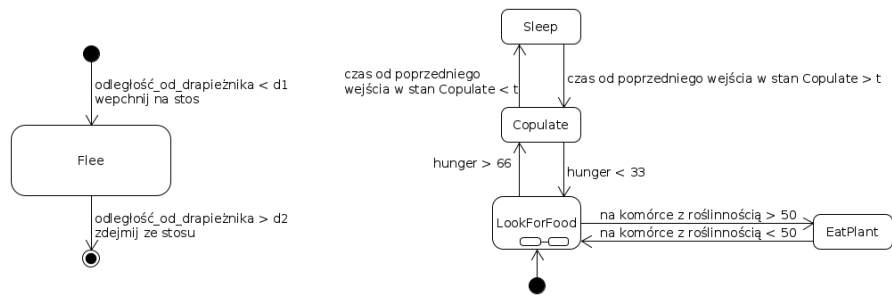 odległość_od_drapieżnika < d1
wepchnij na stos
Flee
odległość_od_drapieżnika > d2
zdejmij ze stosu
Sleep
czas od poprzedniego
wejścia w stan Copulate < t
czas od poprzedniego wejścia w stan Copulate > t
Copulate
hunger > 66
hunger < 33
LookForFood
na komórce z roślinnością > 50
na komórce z roślinnością < 50
EatPlant